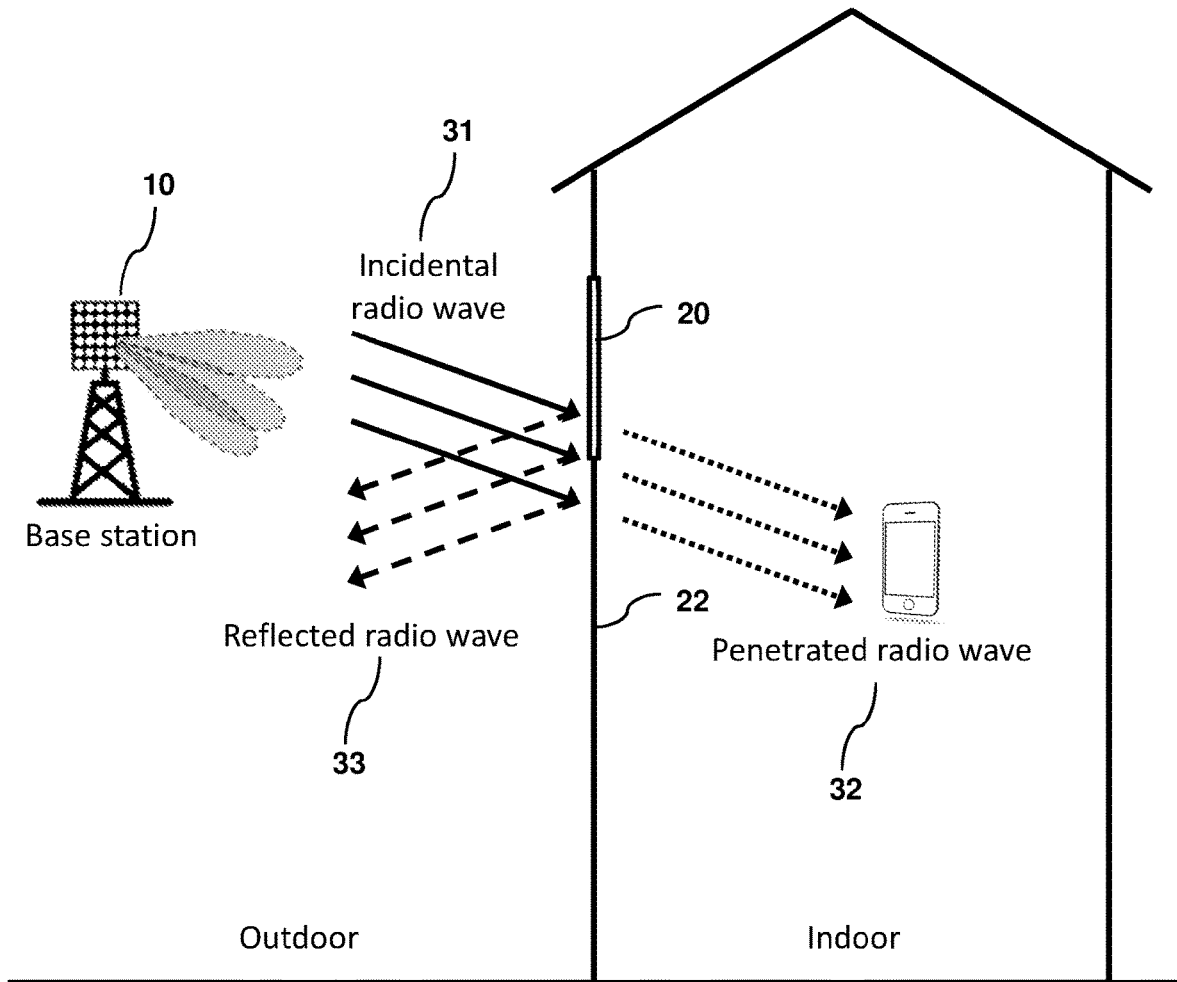 31
10
Incidental
radio wave
20
Base station
22
Reflected radio wave
Penetrated radio wave
33
32
Outdoor
Indoor